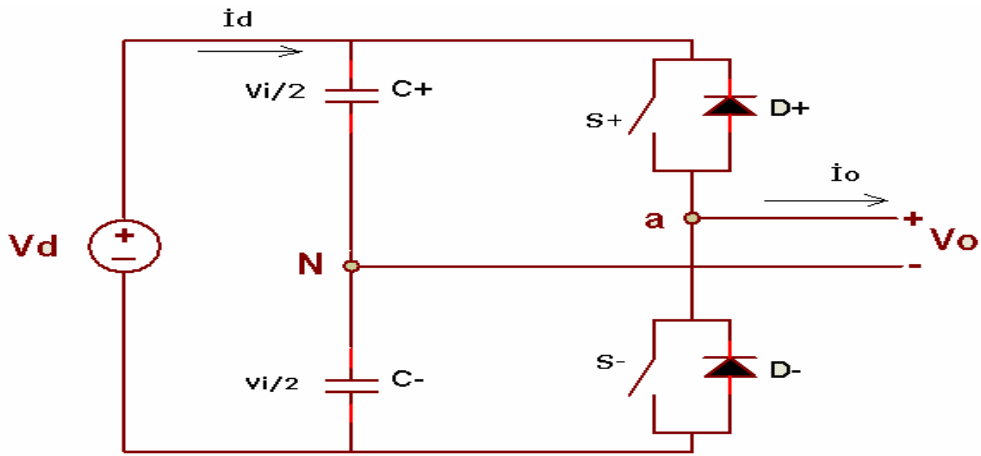 id
Vi/2
C+
S+
D+
io
a
+
Vd
+
−
Vo
N
-
Vi/2
C-
S-
D-